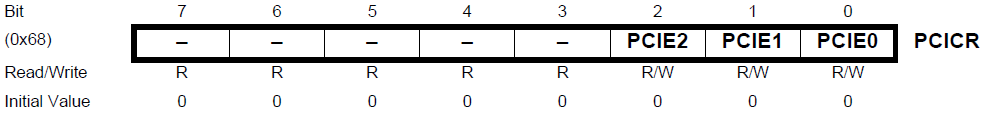 Bit 7 6 5 4 3 2 1 0
(0x68) – – – – – PCIE2 PCIE1 PCIE0 PCICR
Read/Write R R R R R R/W R/W R/W
Initial Value 0 0 0 0 0 0 0 0